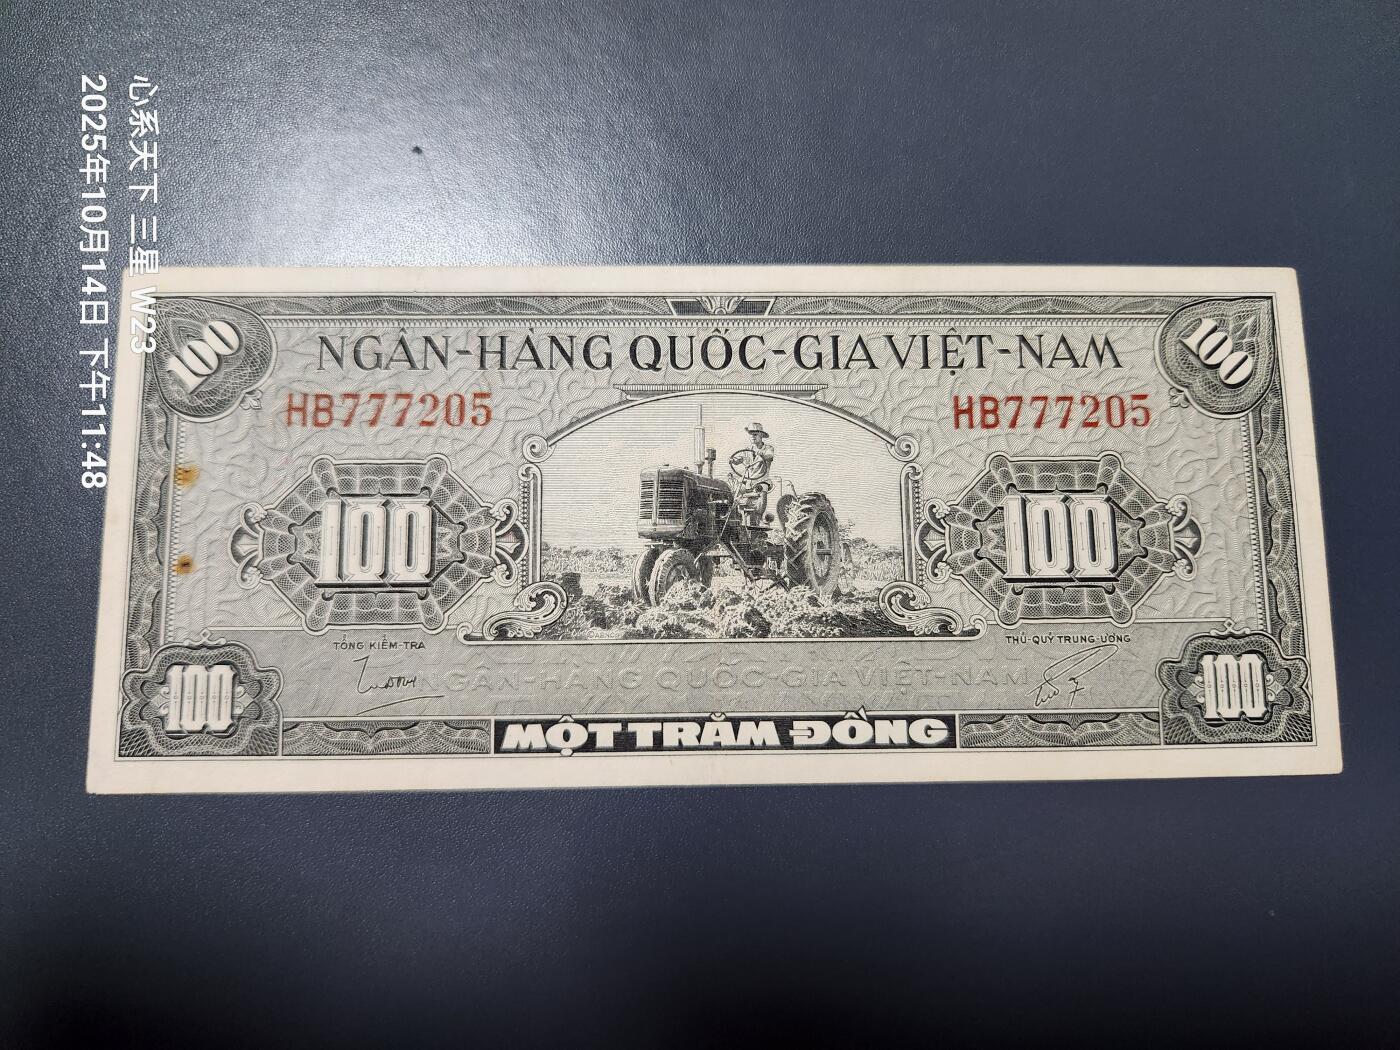 心系天下 三星 W23
2025年10月14日 下午11:48
100
100
NGÂN-HÀNG QUỐC-GIA VIỆT-NAM
HB777205
HB777205
100
100
TỔNG KIỂM-TRA
THỦ-QUỸ TRUNG-ƯƠNG
NGÂN-HÀNG QUỐC-GIA VIỆT-NAM
100
100
MỘT TRĂM ĐỒNG